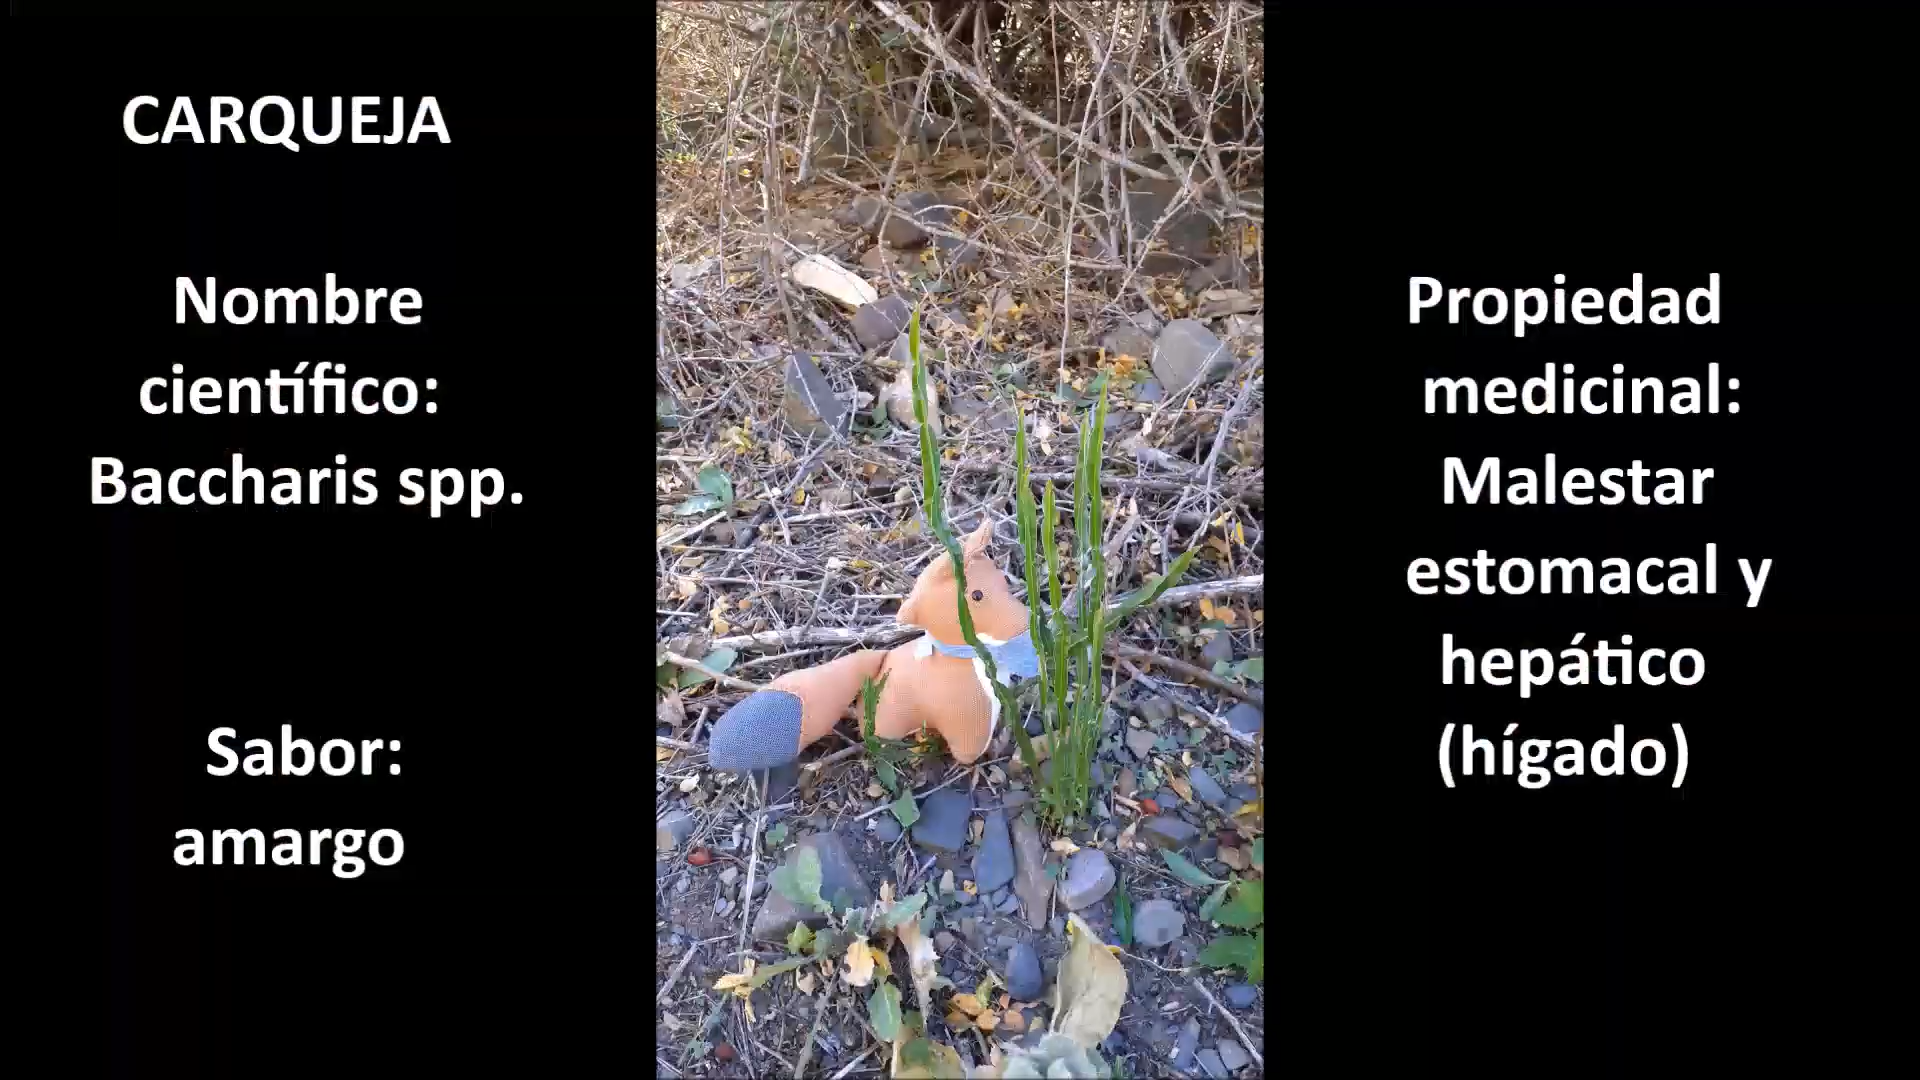 CARQUEJA
Nombre
científico:
Baccharis spp.
Sabor:
amargo
Propiedad
medicinal:
Malestar
estomacal y
hepático
(hígado)